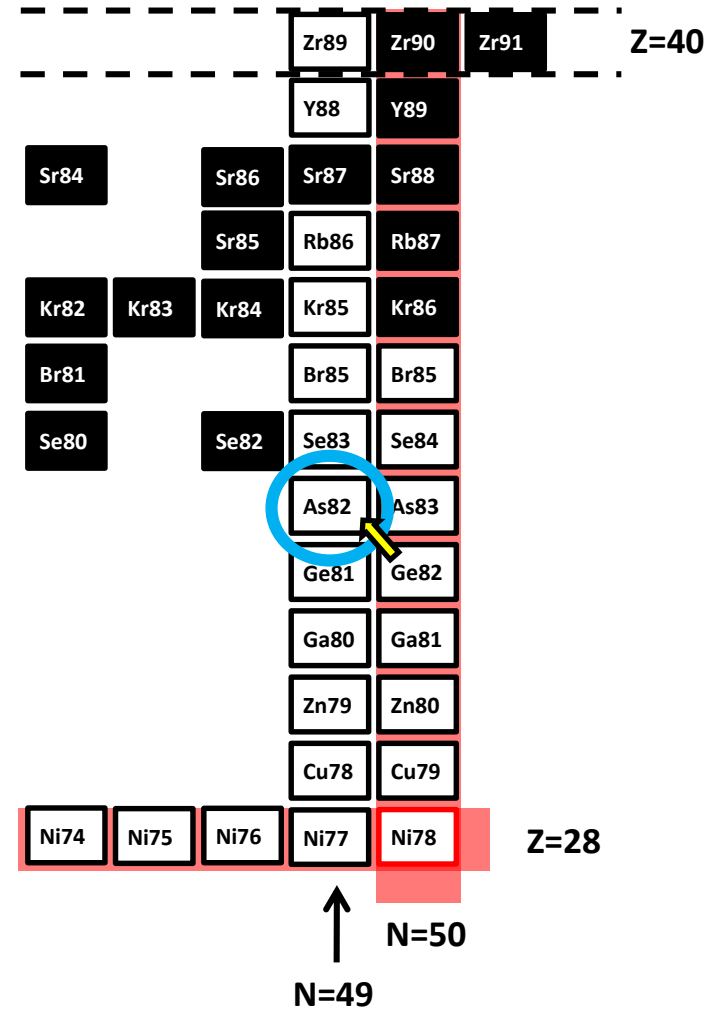 Zr89 Zr90 Zr91 Z=40
Y88 Y89
Sr84 Sr86 Sr87 Sr88
Sr85 Rb86 Rb87
Kr82 Kr83 Kr84 Kr85 Kr86
Br81 Br85 Br85
Se80 Se82 Se83 Se84
As82 As83
Ge81 Ge82
Ga80 Ga81
Zn79 Zn80
Cu78 Cu79
Ni74 Ni75 Ni76 Ni77 Ni78 Z=28
N=50
N=49